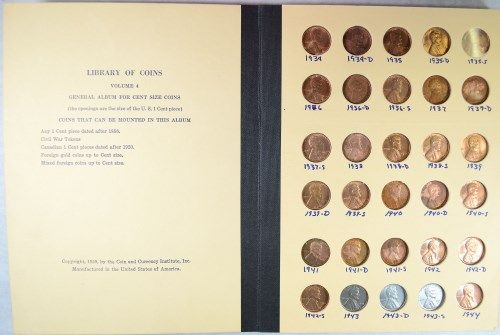 LIBRARY OF COINS
VOLUME 4
GENERAL ALBUM FOR CENT SIZE COINS
(the openings are the size of the U. S. 1 Cent piece)
COINS THAT CAN BE MOUNTED IN THIS ALBUM
Any 1 Cent piece dated after 1856.
Civil War Tokens
Canadian 1 Cent pieces dated after 1920.
Foreign gold coins up to Cent size.
Mixed foreign coins up to Cent size.
Copyright, 1959, by the Coin and Currency Institute, Inc.
Manufactured in the United States of America.
1934 1934-D 1935 1935-D 1935-S
1936 1936-D 1936-S 1937 1937-D
1937-S 1938 1938-D 1938-S 1939
1939-D 1939-S 1940 1940-D 1940-S
1941 1941-D 1941-S 1942 1942-D
1942-S 1943 1943-D 1943-S 1944